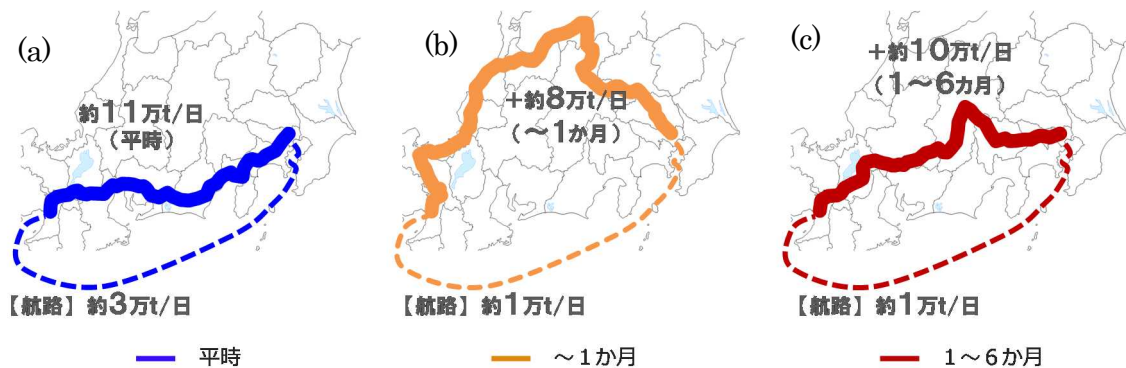 (a)
約11万t/日
(平時)
【航路】約3万t/日
平時
(b)
+約8万t/日
(～1か月)
【航路】約1万t/日
～1か月
(c)
+約10万t/日
(1～6カ月)
【航路】約1万t/日
1～6か月